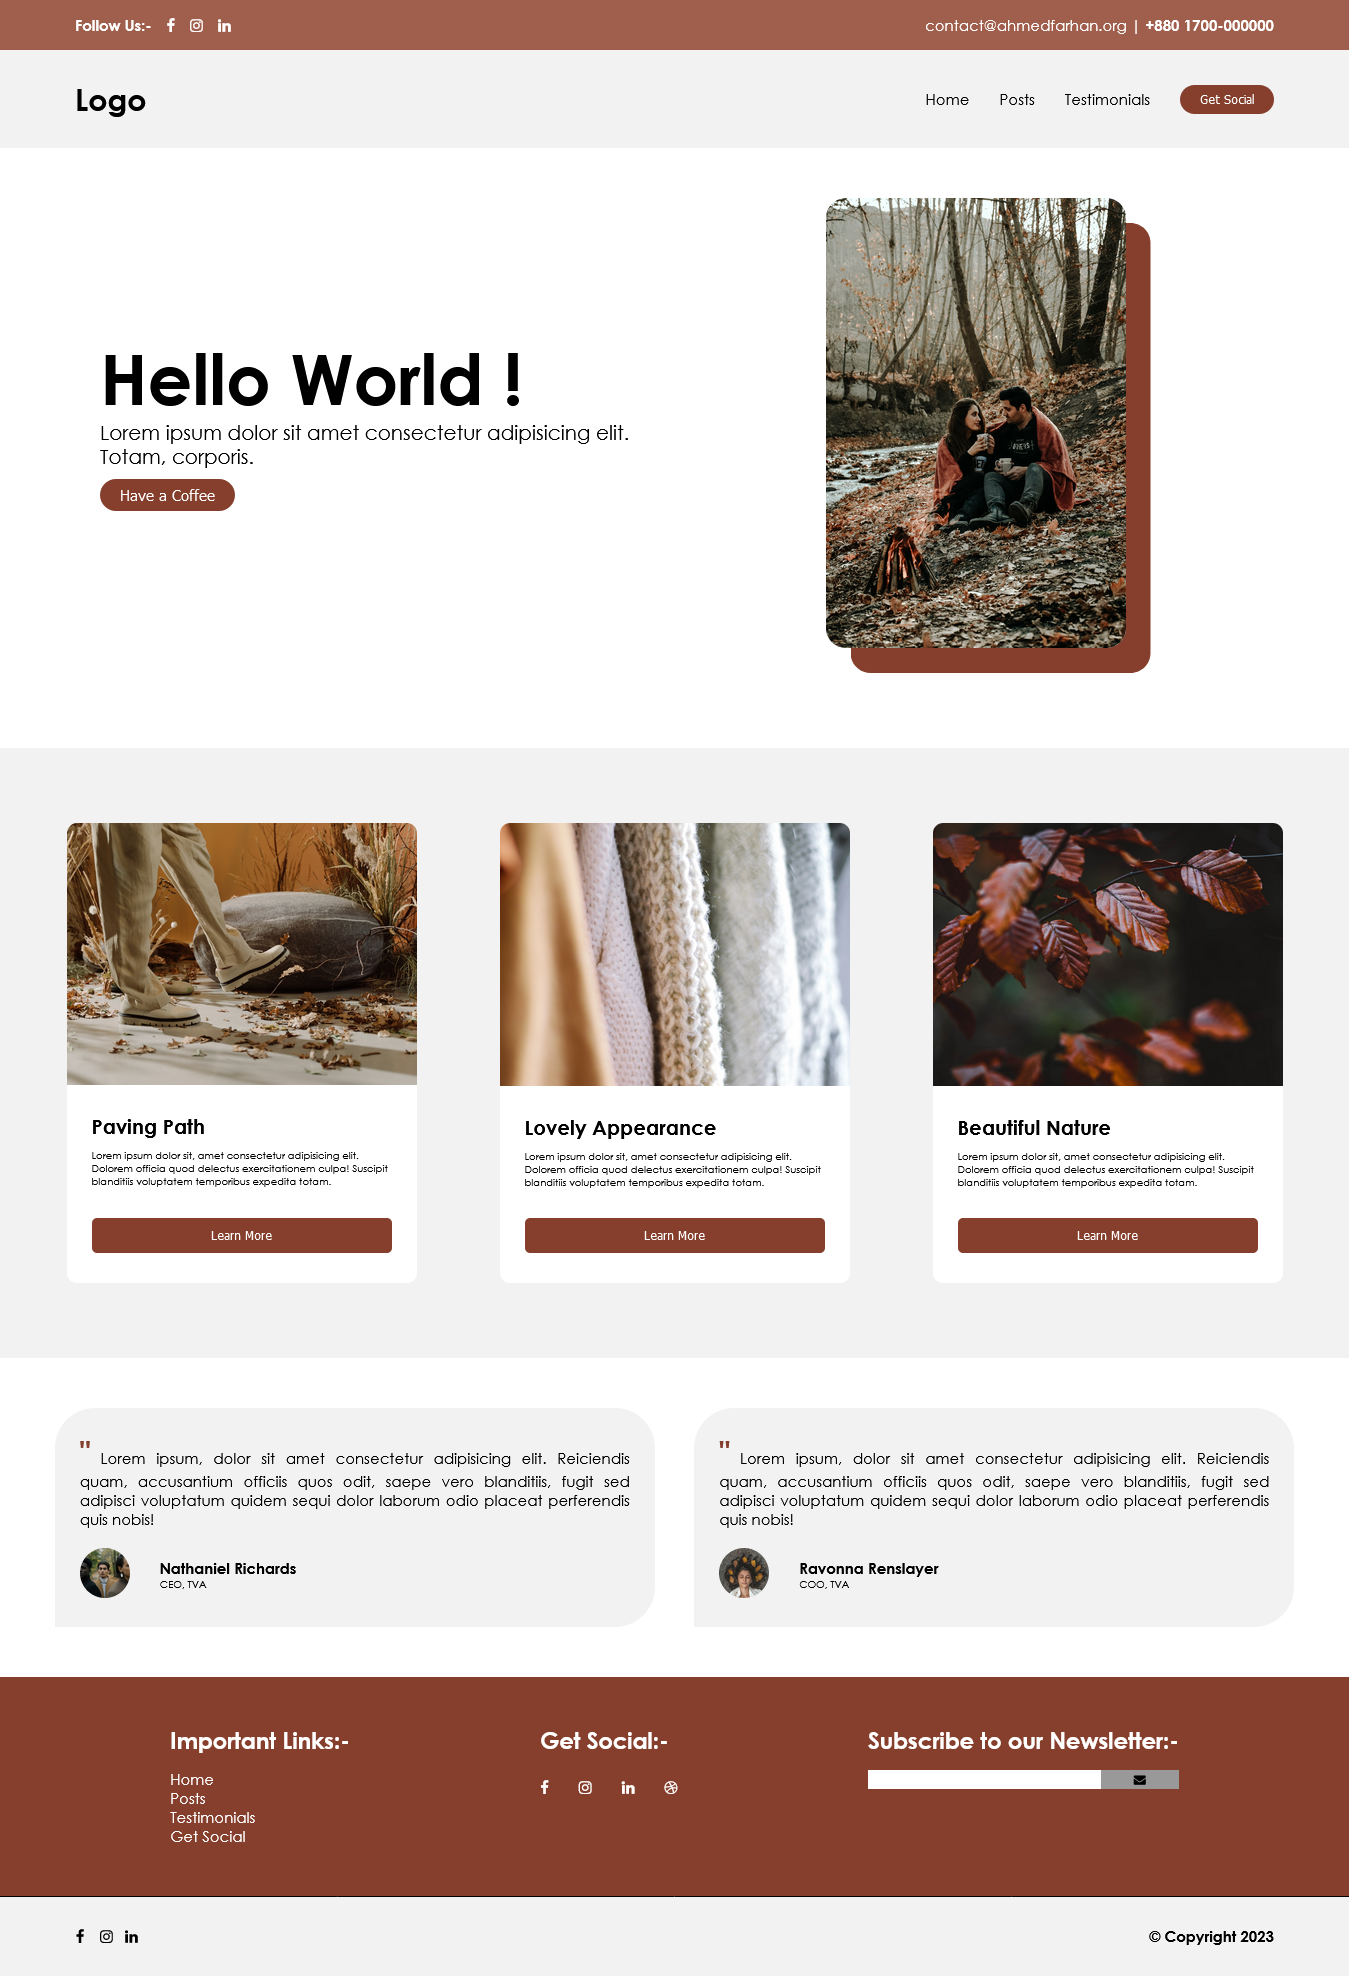 Follow Us:-
contact@ahmedfarhan.org | +880 1700-000000
Logo
Home Posts Testimonials Get Social
Hello World !
Lorem ipsum dolor sit amet consectetur adipisicing elit.
Totam, corporis.
Have a Coffee
Paving Path
Lorem ipsum dolor sit, amet consectetur adipisicing elit.
Dolorem officia quod delectus exercitationem culpa! Suscipit
blanditiis voluptatem temporibus expedita totam.
Learn More
Lovely Appearance
Lorem ipsum dolor sit, amet consectetur adipisicing elit.
Dolorem officia quod delectus exercitationem culpa! Suscipit
blanditiis voluptatem temporibus expedita totam.
Learn More
Beautiful Nature
Lorem ipsum dolor sit, amet consectetur adipisicing elit.
Dolorem officia quod delectus exercitationem culpa! Suscipit
blanditiis voluptatem temporibus expedita totam.
Learn More
" Lorem ipsum, dolor sit amet consectetur adipisicing elit. Reiciendis
quam, accusantium officiis quos odit, saepe vero blanditiis, fugit sed
adipisci voluptatum quidem sequi dolor laborum odio placeat perferendis
quis nobis!
Nathaniel Richards
CEO, TVA
" Lorem ipsum, dolor sit amet consectetur adipisicing elit. Reiciendis
quam, accusantium officiis quos odit, saepe vero blanditiis, fugit sed
adipisci voluptatum quidem sequi dolor laborum odio placeat perferendis
quis nobis!
Ravonna Renslayer
COO, TVA
Important Links:-
Home
Posts
Testimonials
Get Social
Get Social:-
Subscribe to our Newsletter:-
© Copyright 2023